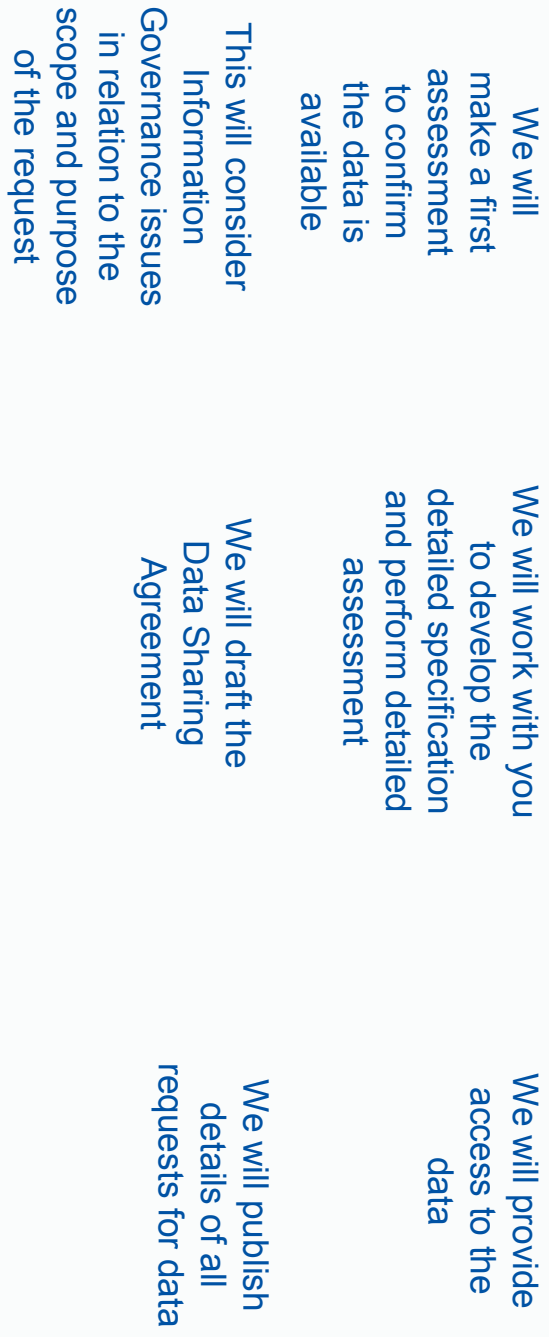 We will
make a first
assessment
to confirm
the data is
available
This will consider
Information
Governance issues
in relation to the
scope and purpose
of the request
We will work with you
to develop the
detailed specification
and perform detailed
assessment
We will draft the
Data Sharing
Agreement
We will provide
access to the
data
We will publish
details of all
requests for data